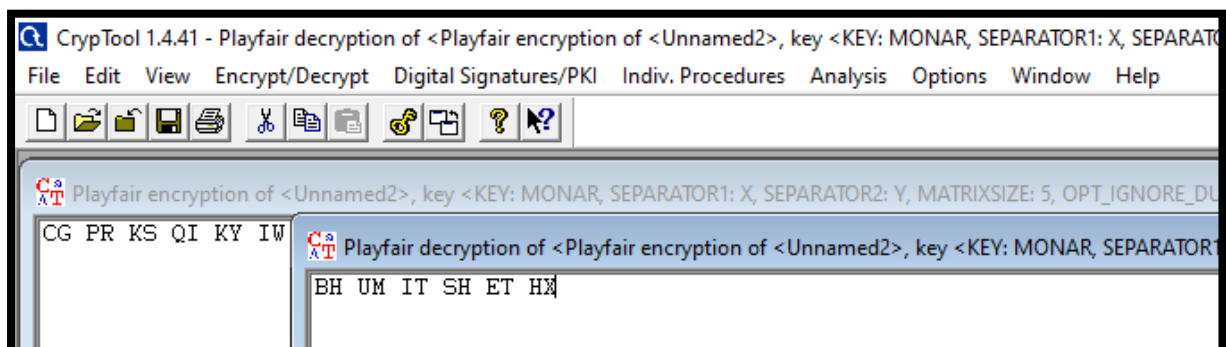 CrypTool 1.4.41 - Playfair decryption of <Playfair encryption of <Unnamed2>, key <KEY: MONAR, SEPARATOR1: X, SEPARAT
File Edit View Encrypt/Decrypt Digital Signatures/PKI Indiv. Procedures Analysis Options Window Help
Playfair encryption of <Unnamed2>, key <KEY: MONAR, SEPARATOR1: X, SEPARATOR2: Y, MATRIXSIZE: 5, OPT_IGNORE_DU
CG PR KS QI KY IW
Playfair decryption of <Playfair encryption of <Unnamed2>, key <KEY: MONAR, SEPARATOR1
BH UM IT SH ET HX